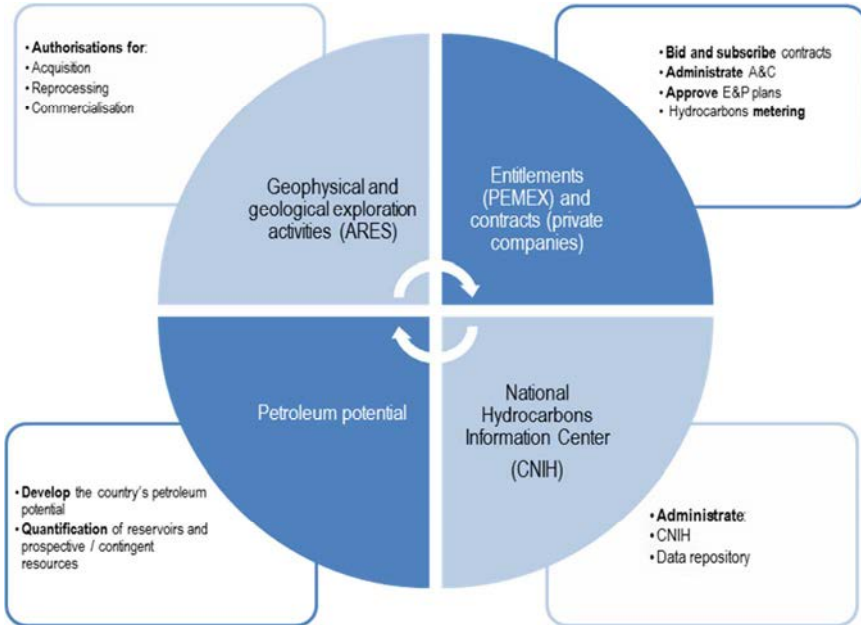 • Authorisations for:
• Acquisition
• Reprocessing
• Commercialisation
• Bid and subscribe contracts
• Administrate A&C
• Approve E&P plans
• Hydrocarbons metering
Geophysical and
geological exploration
activities (ARES)
Entitlements
(PEMEX) and
contracts (private
companies)
Petroleum potential
National
Hydrocarbons
Information Center
(CNIH)
• Develop the country's petroleum
potential
• Quantification of reservoirs and
prospective / contingent
resources
• Administrate:
• CNIH
• Data repository